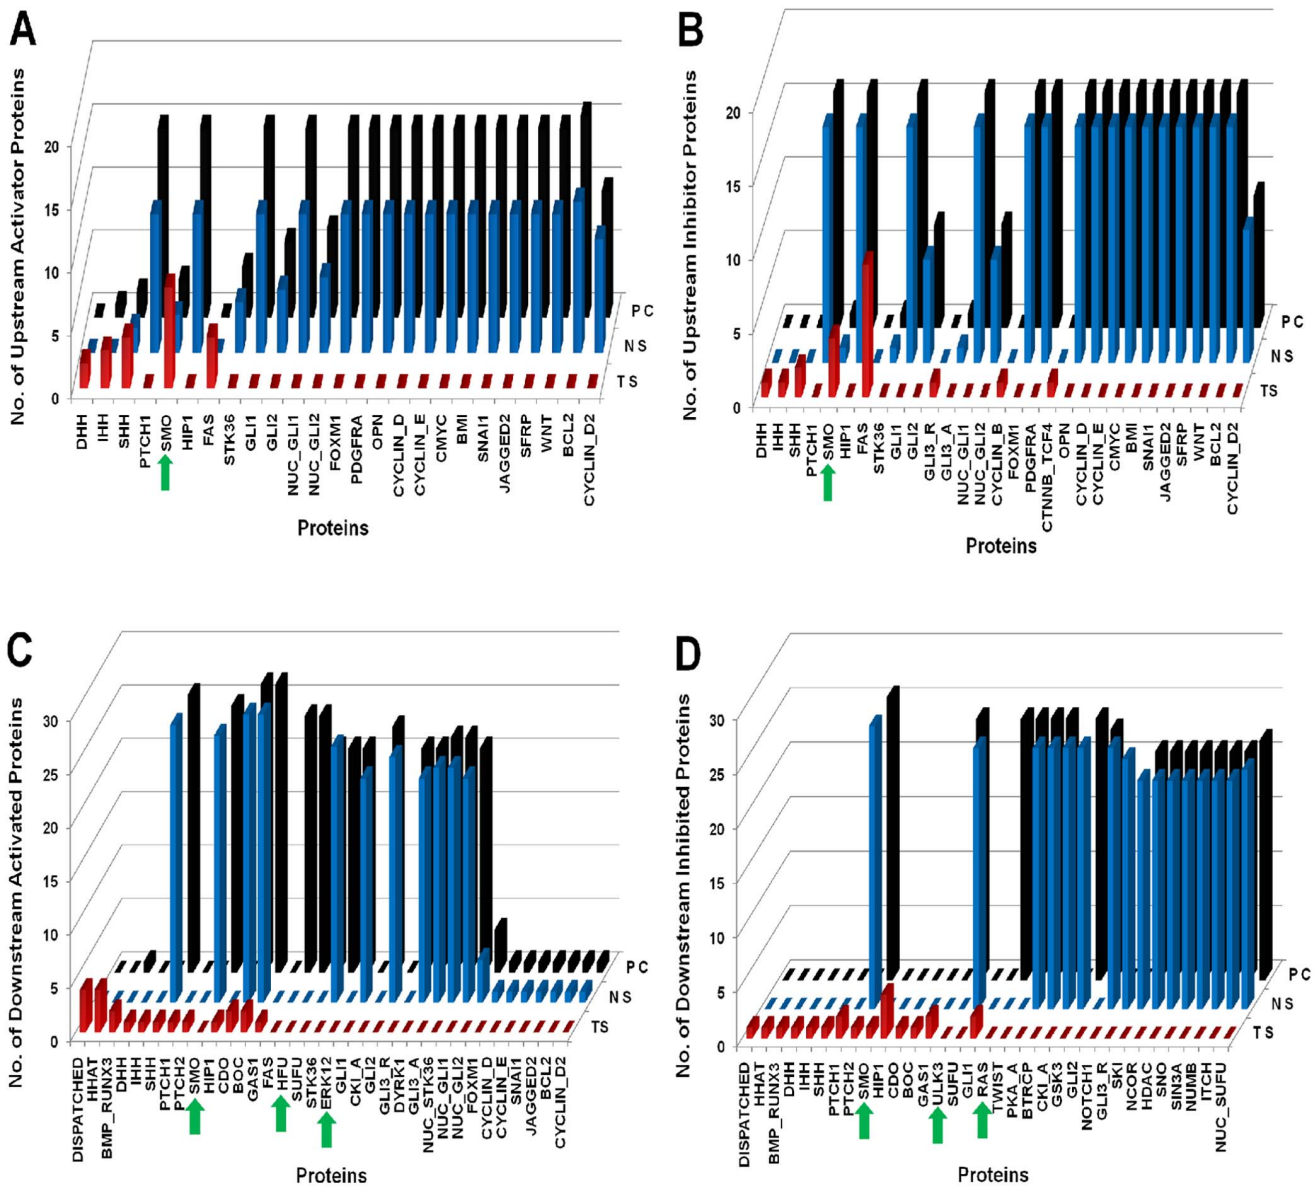 A
No. of Upstream Activator Proteins
20
15
10
5
0
PC
NS
TS
DHH
IHH
SHH
PTCH1
SMO
HIP1
FAS
STK36
GLI1
GLI2
NUC_GLI1
NUC_GLI2
FOXM1
PDGFRA
OPN
CYCLIN_D
CYCLIN_E
CMYC
BMI
SNAI1
JAGGED2
SFRP
WNT
BCL2
CYCLIN_D2
Proteins
B
No. of Upstream Inhibitor Proteins
20
15
10
5
0
PC
NS
TS
DHH
IHH
SHH
PTCH1
SMO
HIP1
FAS
STK36
GLI1
GLI2
GLI3_R
GLI3_A
NUC_GLI1
NUC_GLI2
CYCLIN_B
FOXM1
PDGFRA
CTNNB_TCF4
OPN
CYCLIN_D
CYCLIN_E
CMYC
BMI
SNAI1
JAGGED2
SFRP
WNT
BCL2
CYCLIN_D2
Proteins
C
No. of Downstream Activated Proteins
30
25
20
15
10
5
0
PC
NS
TS
DISPATCHED
HHAT
BMP_RUNX3
DHH
IHH
SHH
PTCH1
PTCH2
SMO
HIP1
CDO
BOC
GAS1
FAS
HFU
SUFU
STK36
ERK12
GLI1
CKI_A
GLI2
GLI3_R
DYRK1
GLI3_A
NUC_STK36
NUC_GLI1
NUC_GLI2
FOXM1
CYCLIN_D
CYCLIN_E
SNAI1
JAGGED2
BCL2
CYCLIN_D2
Proteins
D
No. of Downstream Inhibited Proteins
30
25
20
15
10
5
0
PC
NS
TS
DISPATCHED
HHAT
BMP_RUNX3
DHH
IHH
SHH
PTCH1
PTCH2
SMO
HIP1
CDO
BOC
GAS1
ULK3
SUFU
GLI1
RAS
TWIST
PKA_A
BTRCP
CKI_A
GSK3
GLI2
NOTCH1
GLI3_R
SKI
NCOR
HDAC
SNO
SIN3A
NUMB
ITCH
NUC_SUFU
Proteins